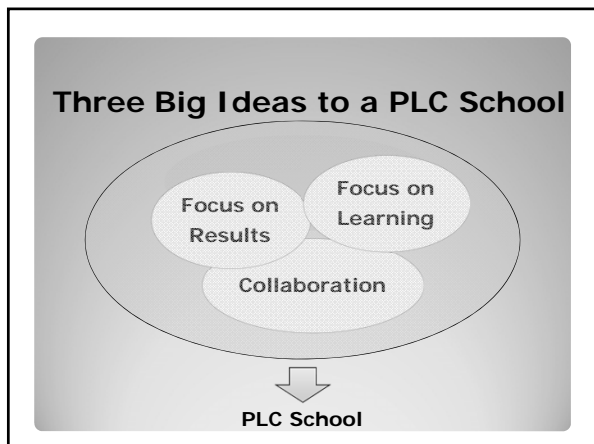 Three Big Ideas to a PLC School
Focus on
Results
Focus on
Learning
Collaboration
PLC School